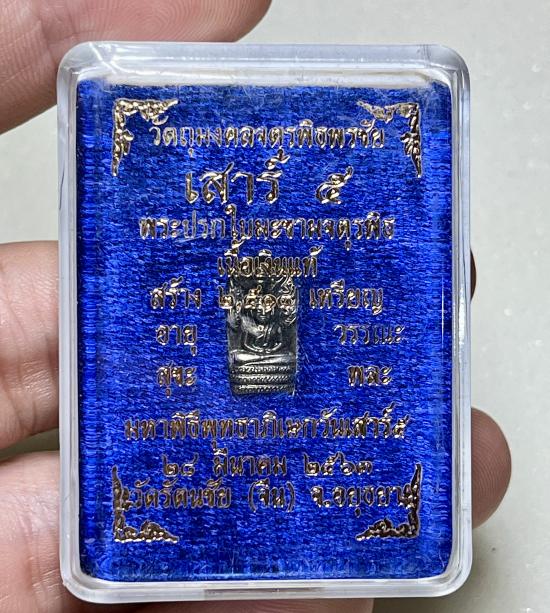 วัตถุมงคลจตุรพิธพรชัย
เสาร์ ๕
พระปรกใบมะขามจตุรพิธ
เนื้อเงินแท้
สร้าง ๒,๕๑๗ เหรียญ
อายุ วรรณะ
สุขะ พละ
มหาพิธีพุทธาภิเษกวันเสาร์๕
๒๘ มีนาคม ๒๕๖๓
วัดรัตนชัย (จีน) จ.อยุธยา